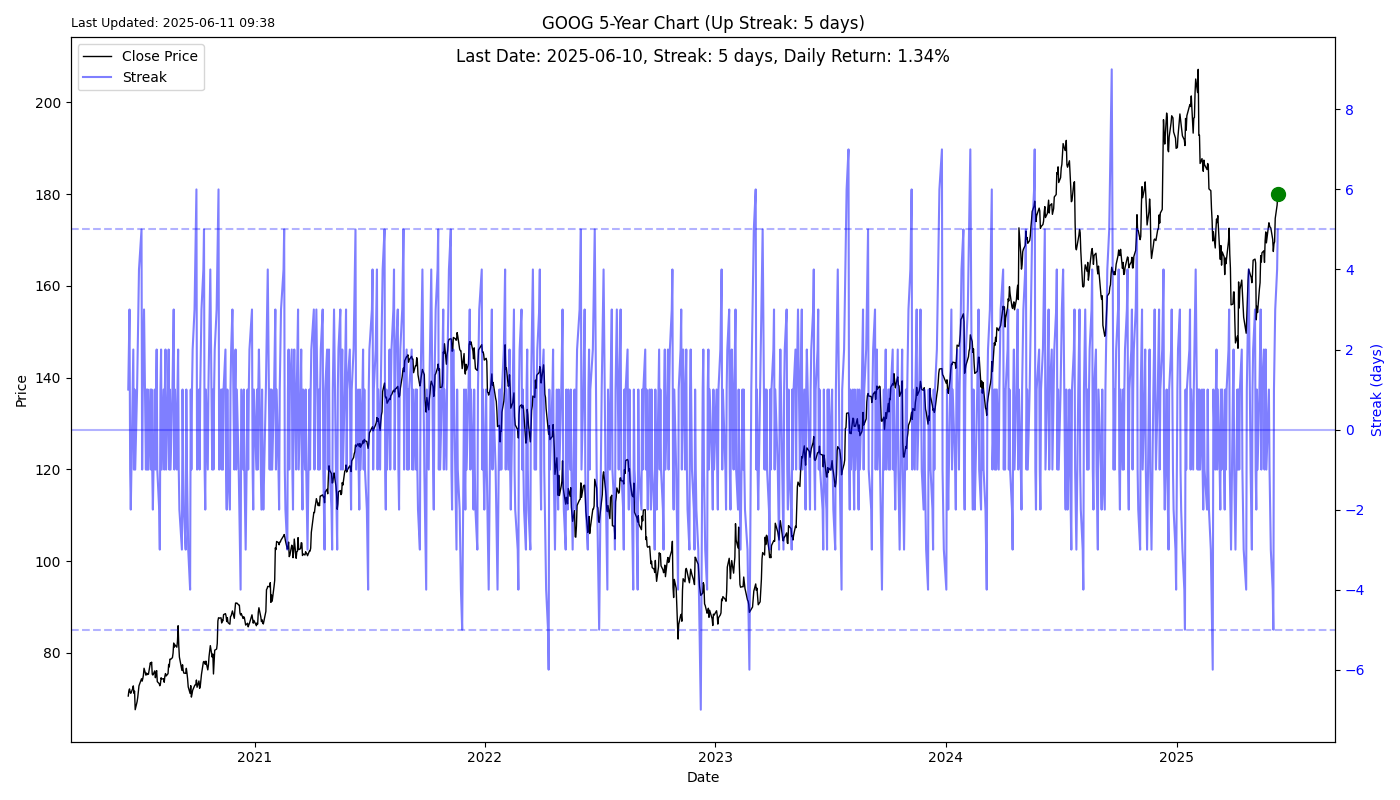 Last Updated: 2025-06-11 09:38
GOOG 5-Year Chart (Up Streak: 5 days)
Last Date: 2025-06-10, Streak: 5 days, Daily Return: 1.34%
Close Price
Streak
200
180
160
140
120
100
80
Price
8
6
4
2
0
−2
−4
−6
Streak (days)
2021 2022 2023 2024 2025
Date